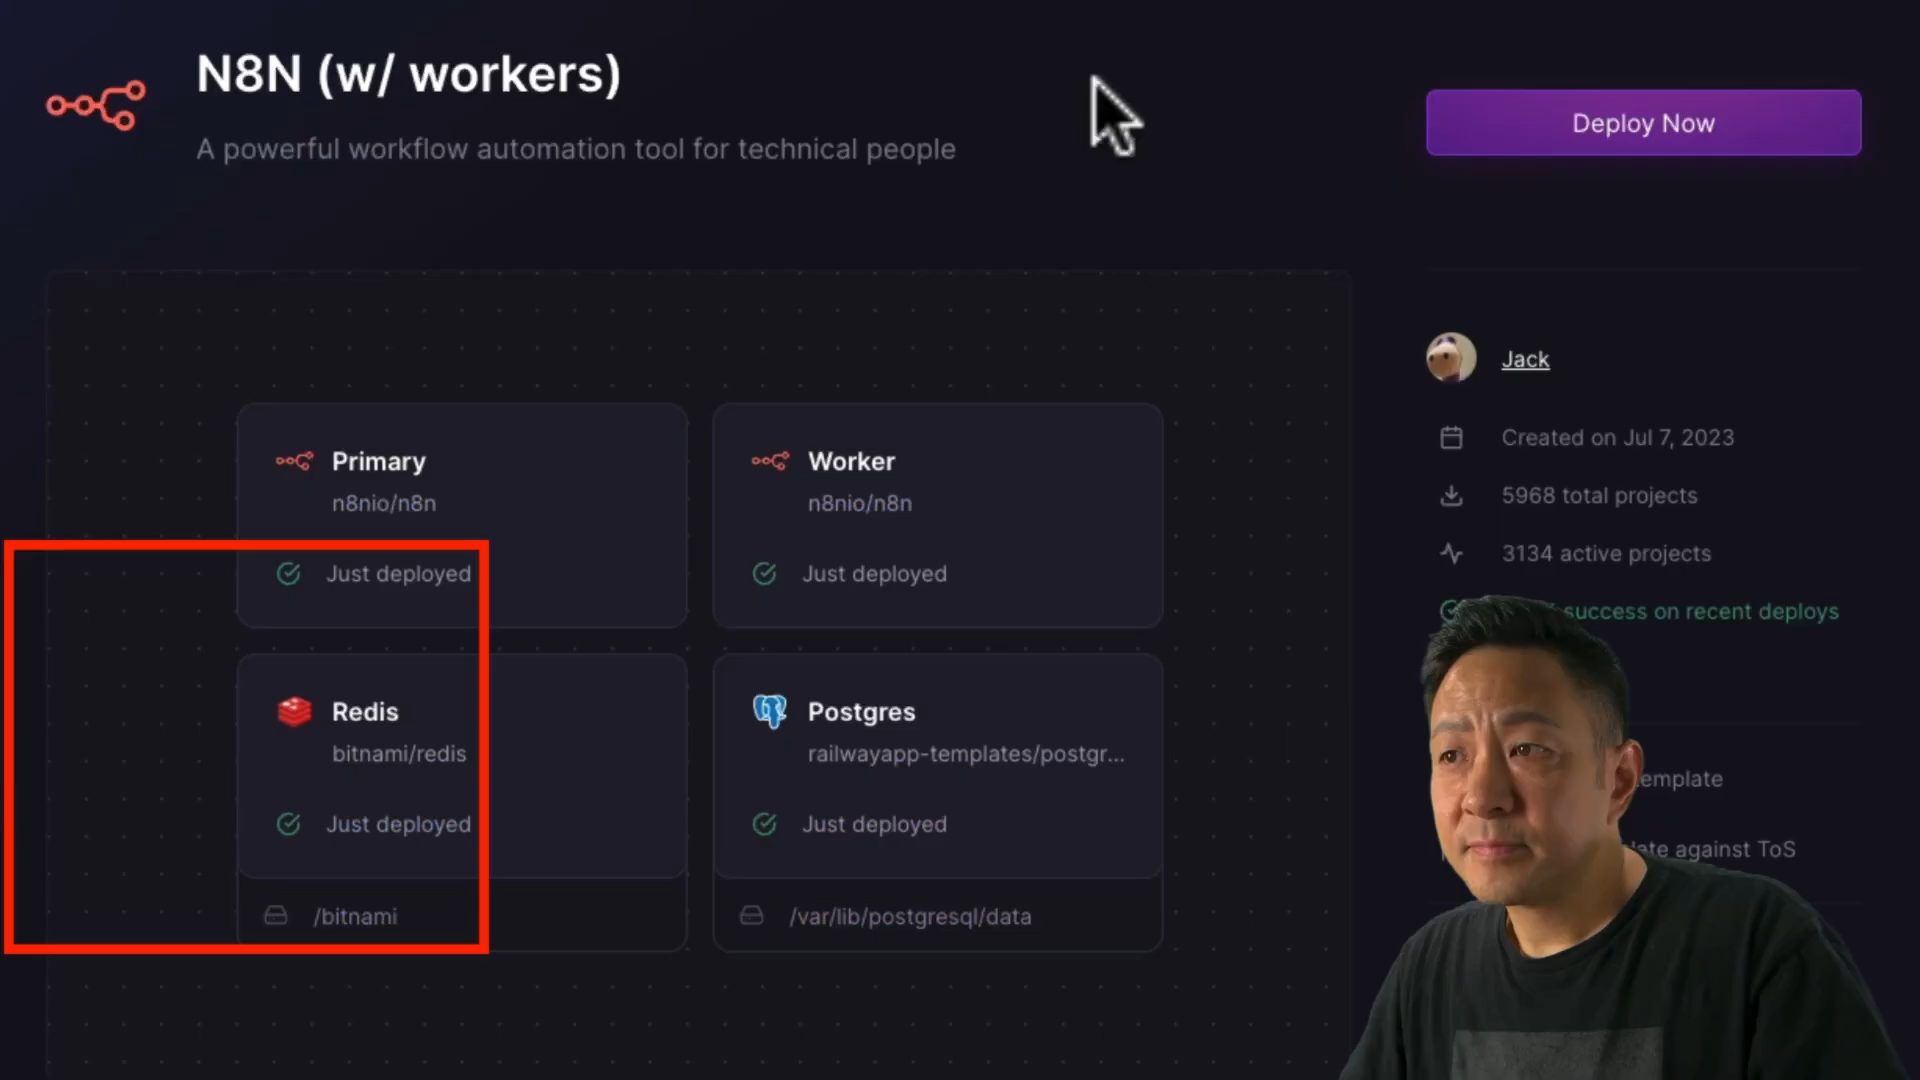 N8N (w/ workers)
A powerful workflow automation tool for technical people
Deploy Now
Jack
Created on Jul 7, 2023
5968 total projects
3134 active projects
success on recent deploys
Primary
n8nio/n8n
Just deployed
Worker
n8nio/n8n
Just deployed
Redis
bitnami/redis
Just deployed
/bitnami
Postgres
railwayapp-templates/postgr...
Just deployed
/var/lib/postgresql/data
against ToS